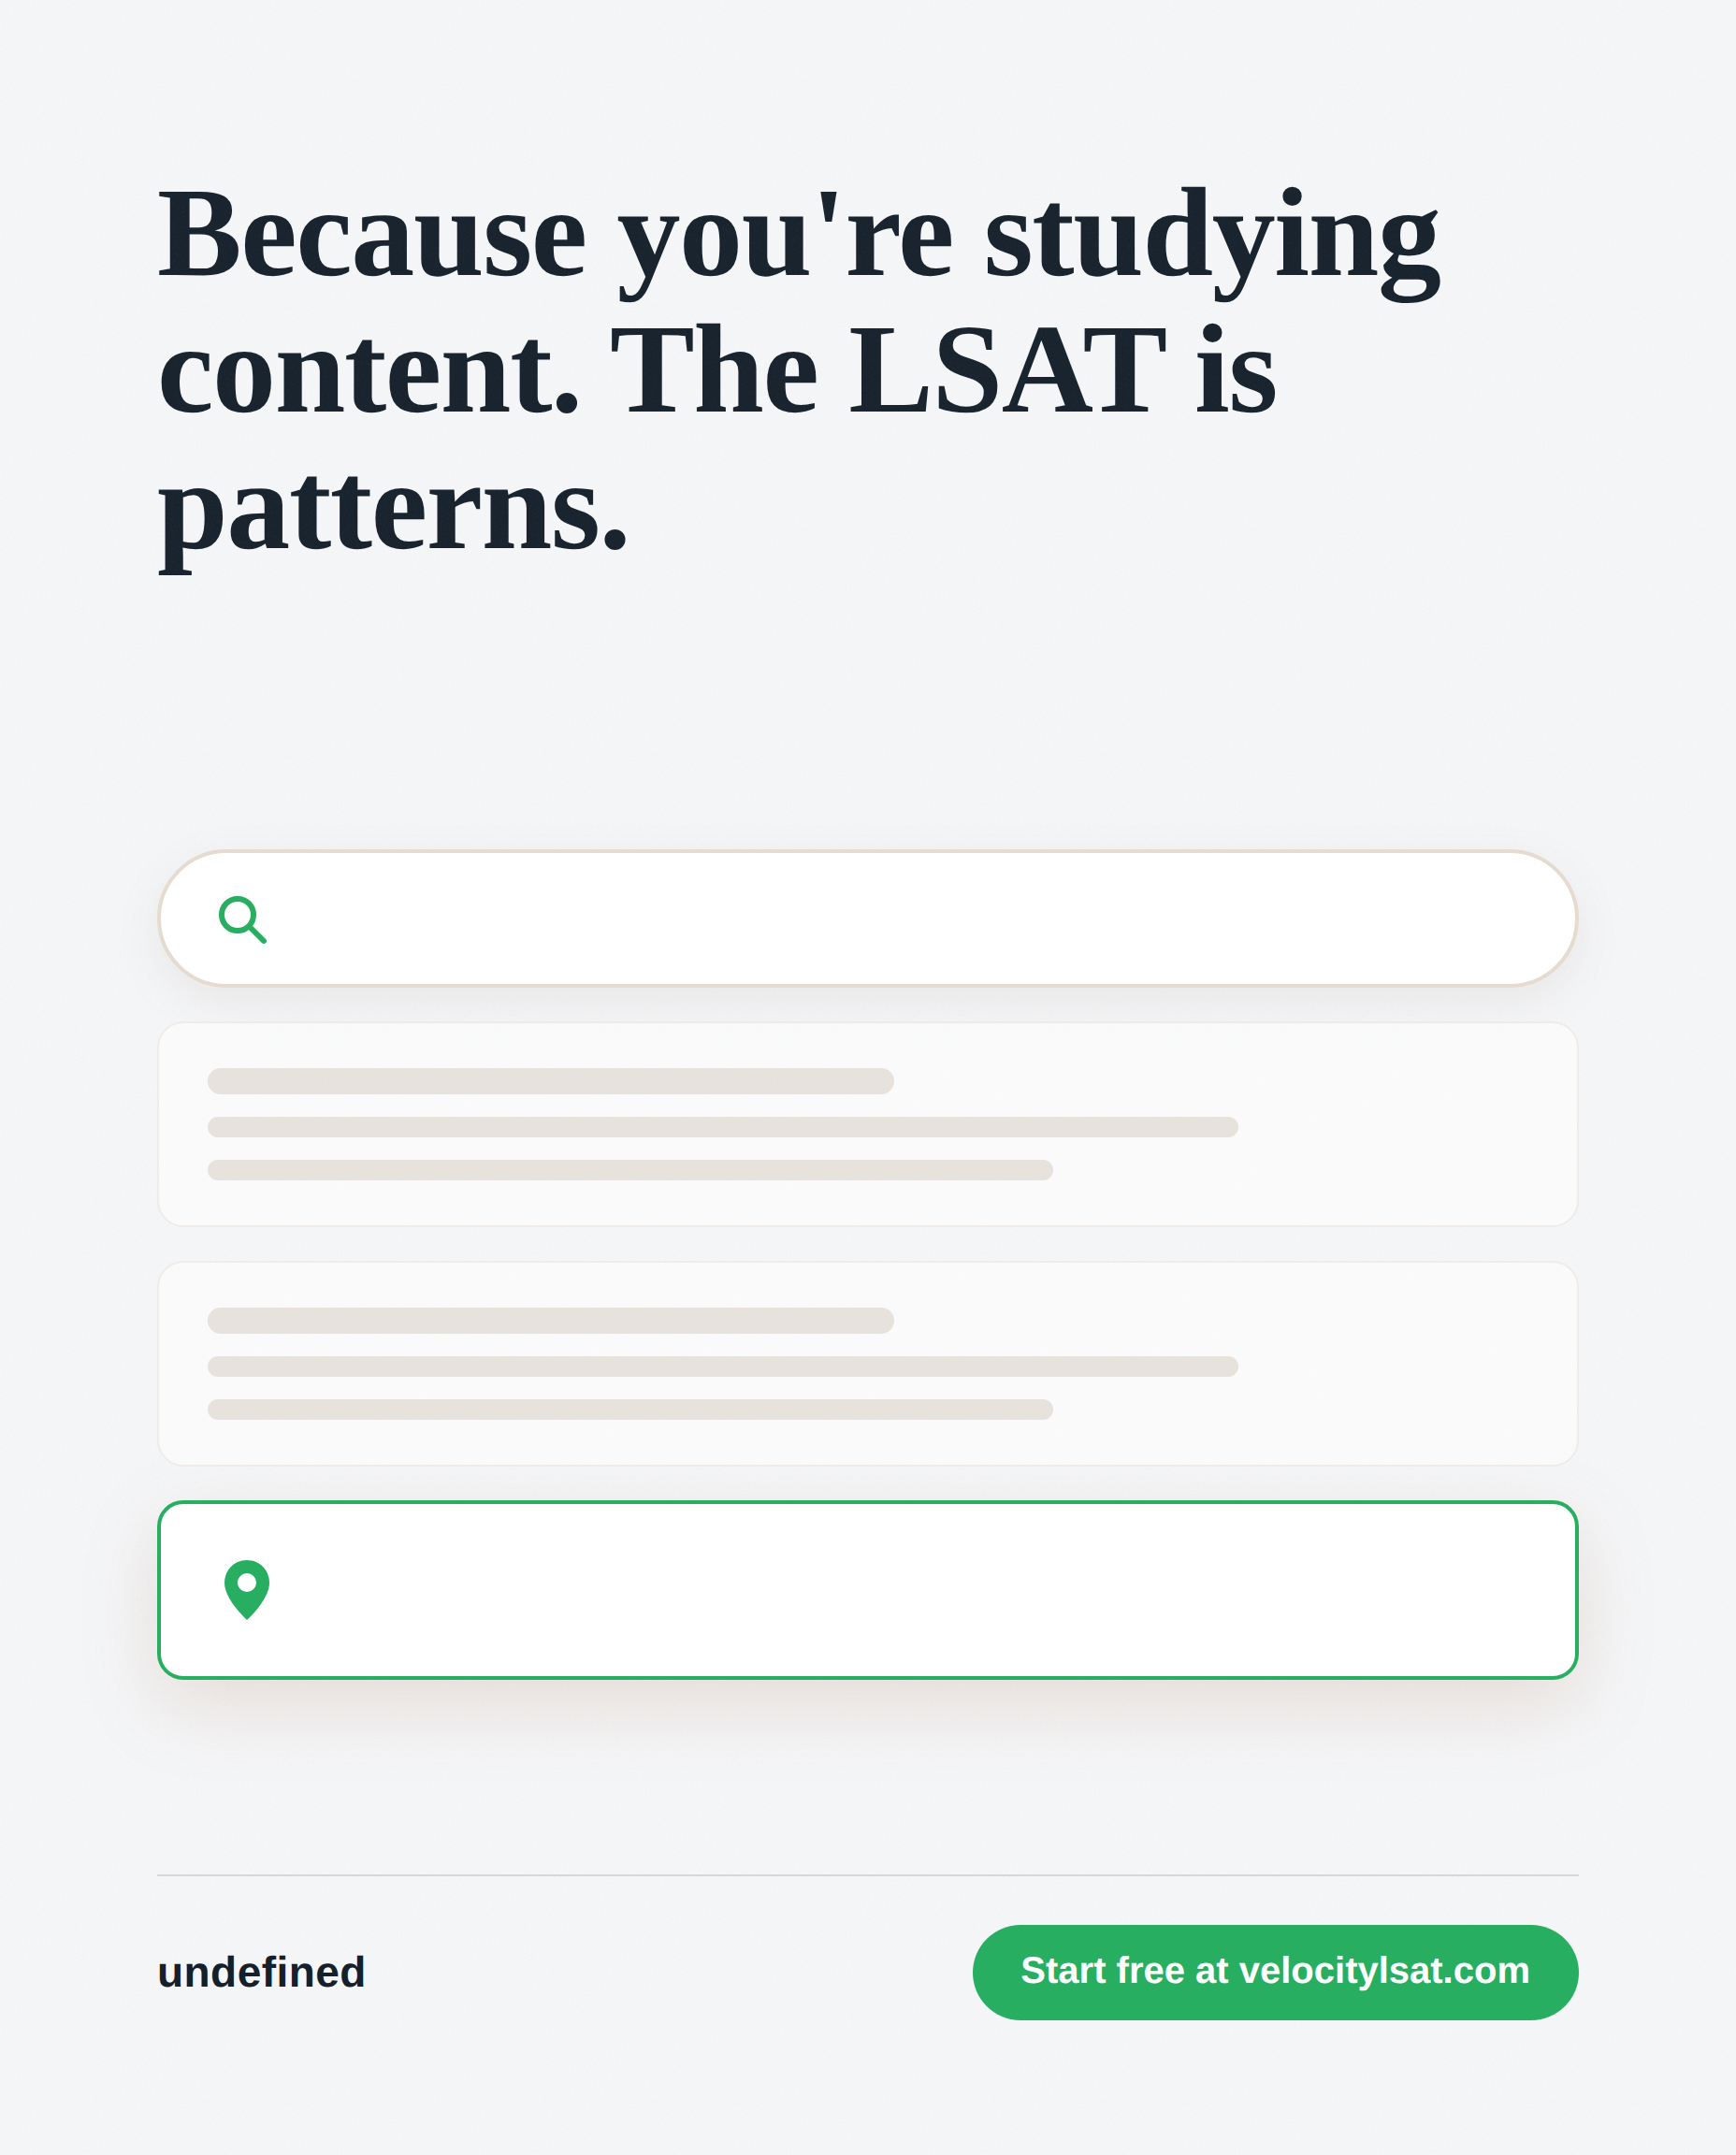 Because you're studying
content. The LSAT is
patterns.
undefined
Start free at velocitylsat.com